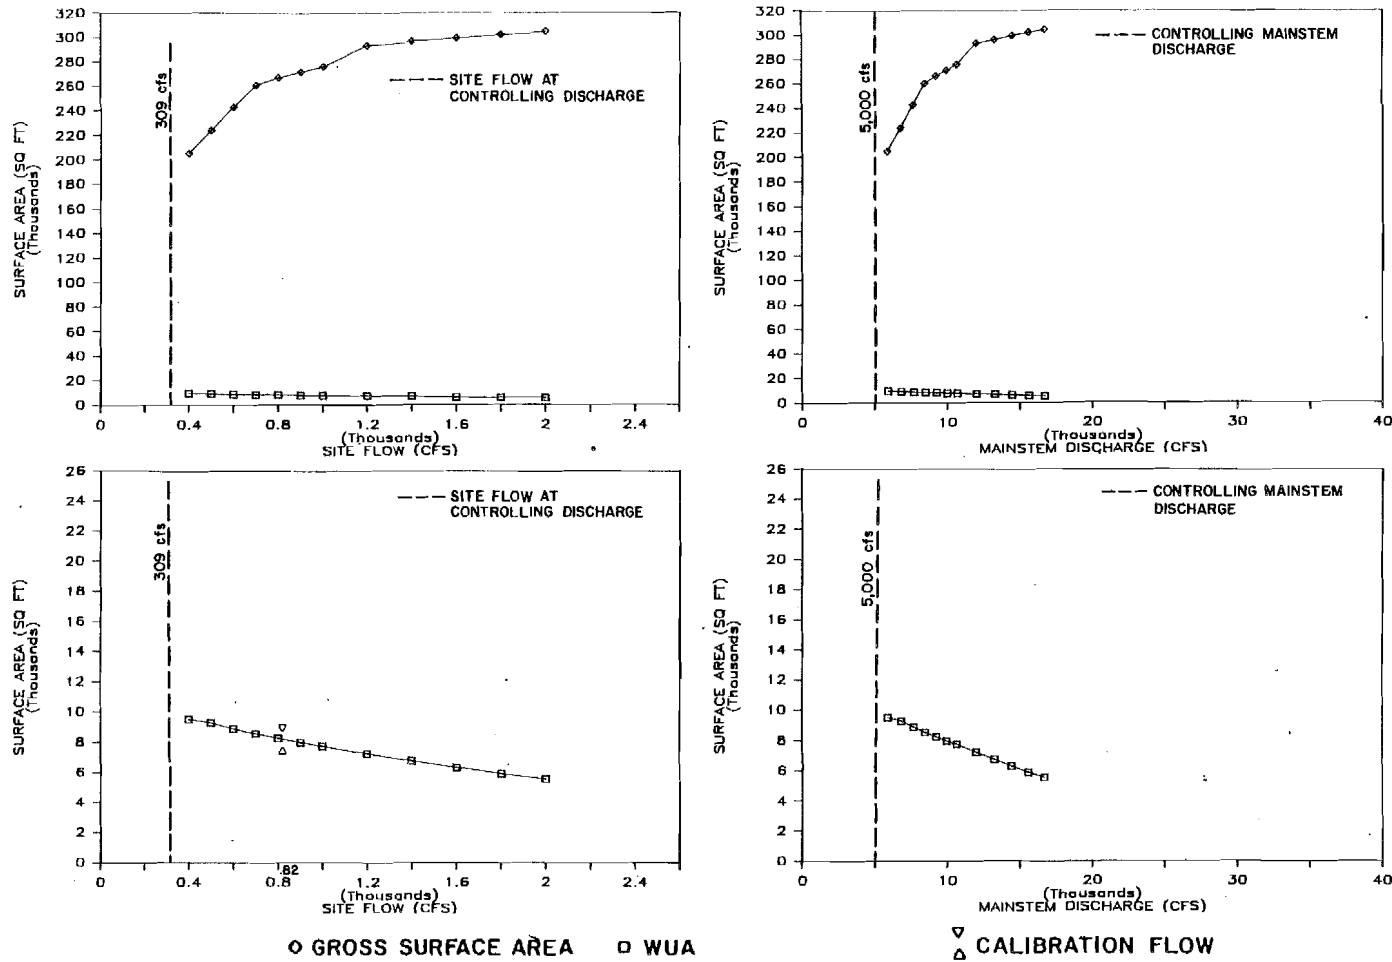 320
300
280
260
240
220
200
180
160
140
120
100
80
60
40
20
0
SURFACE AREA (SQ FT)
(Thousands)
309 cfs
SITE FLOW AT
CONTROLLING DISCHARGE
0 0.4 0.8 1.2 1.6 2 2.4
(Thousands)
SITE FLOW (CFS)
320
300
280
260
240
220
200
180
160
140
120
100
80
60
40
20
0
SURFACE AREA (SQ FT)
(Thousands)
5,000 cfs
CONTROLLING MAINSTEM
DISCHARGE
0 10 20 30 40
(Thousands)
MAINSTEM DISCHARGE (CFS)
26
24
22
20
18
16
14
12
10
8
6
4
2
0
SURFACE AREA (SQ FT)
(Thousands)
309 cfs
SITE FLOW AT
CONTROLLING DISCHARGE
.82
0 0.4 0.8 1.2 1.6 2 2.4
(Thousands)
SITE FLOW (CFS)
26
24
22
20
18
16
14
12
10
8
6
4
2
0
SURFACE AREA (SQ FT)
(Thousands)
5,000 cfs
CONTROLLING MAINSTEM
DISCHARGE
0 10 20 30 40
(Thousands)
MAINSTEM DISCHARGE (CFS)
GROSS SURFACE AREA WUA CALIBRATION FLOW